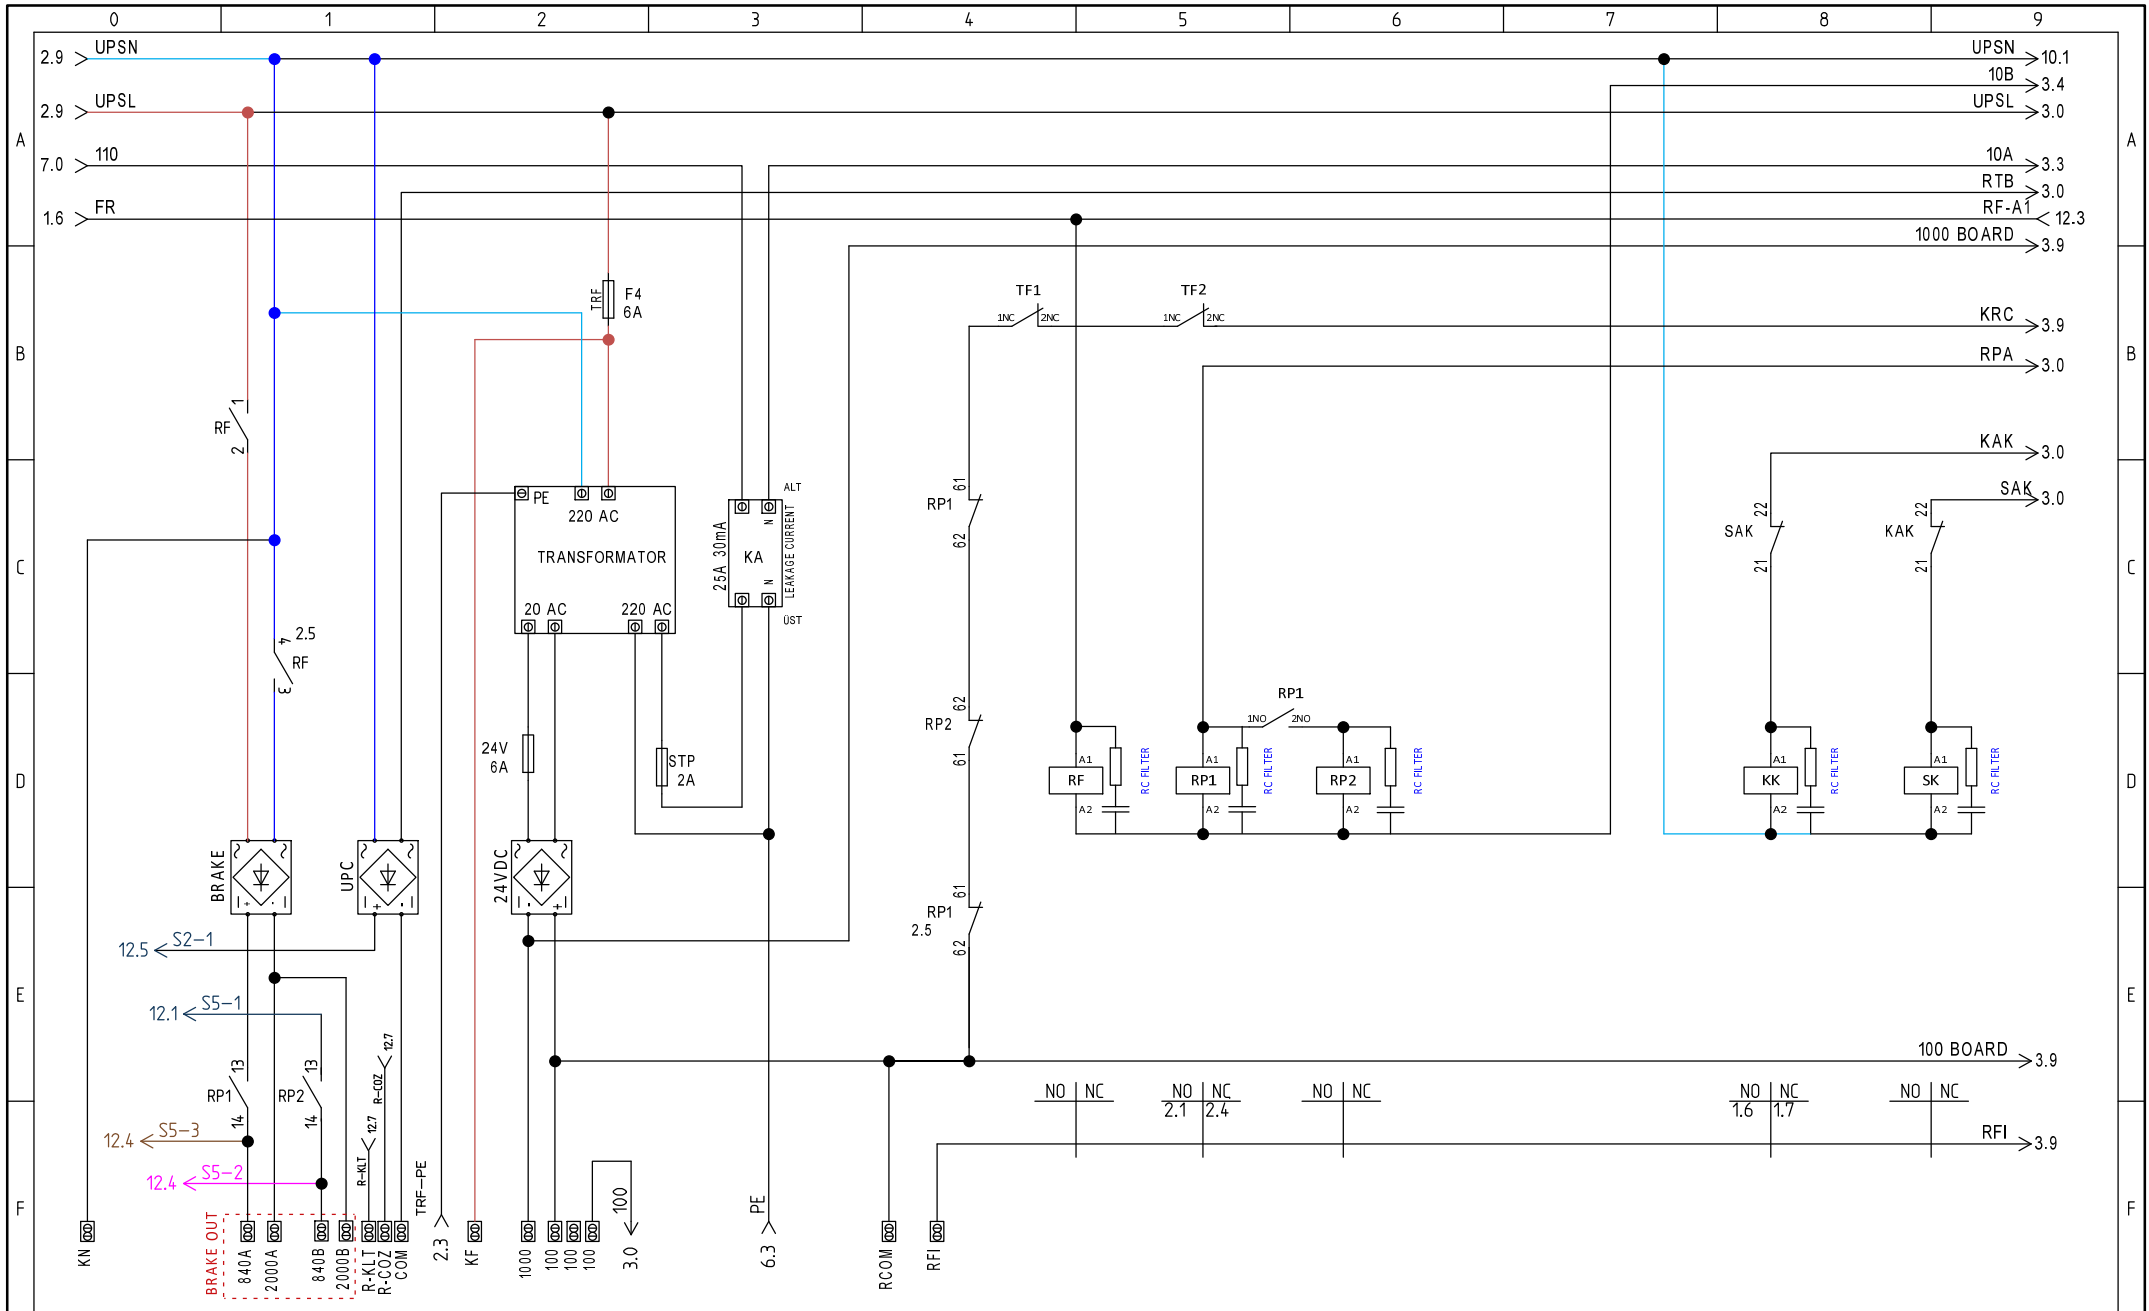 0 1 2 3 4 5 6 7 8 9
2.9 UPSN UPSN 10.1
10B 3.4
2.9 UPSL UPSL 3.0
A A
7.0 110 10A 3.3
RTB 3.0
1.6 FR RF-A1 12.3
1000 BOARD 3.9
TRF F4
6A
TF1 TF2
1NC 2NC 1NC 2NC
KRC 3.9
B B
RPA 3.0
1
RF
2
KAK 3.0
SAK 3.0
PE
220 AC
TRANSFORMATOR
20 AC 220 AC
25A 30mA
ALT
N
KA
N
LEAKAGE CURRENT
ÜST
61
RP1
62
22
SAK
21
22
KAK
21
C C
4 2.5
RF
3
62
RP2
61
RP1
1NO 2NO
24V
6A
STP
2A
D D
A1
RF
A2
RC FILTER
A1
RP1
A2
RC FILTER
A1
RP2
A2
RC FILTER
A1
KK
A2
RC FILTER
A1
SK
A2
RC FILTER
BRAKE
+ -
UPC
+ -
24VDC
- +
61
RP1
2.5
62
12.5 S2-1
E E
12.1 S5-1
13
RP1
14
13
RP2
14
R-COZ 12.7
R-KLT 12.7
100 BOARD 3.9
NO NC
NO NC
2.1 2.4
NO NC
NO NC
1.6 1.7
NO NC
12.4 S5-3
12.4 S5-2
RFI 3.9
F F
KN
BRAKE OUT
840A
2000A
840B
2000B
R-KLT
R-COZ
COM
TRF-PE
2.3
KF
1000
100
100
100
100
3.0
PE
6.3
RCOM
RFI